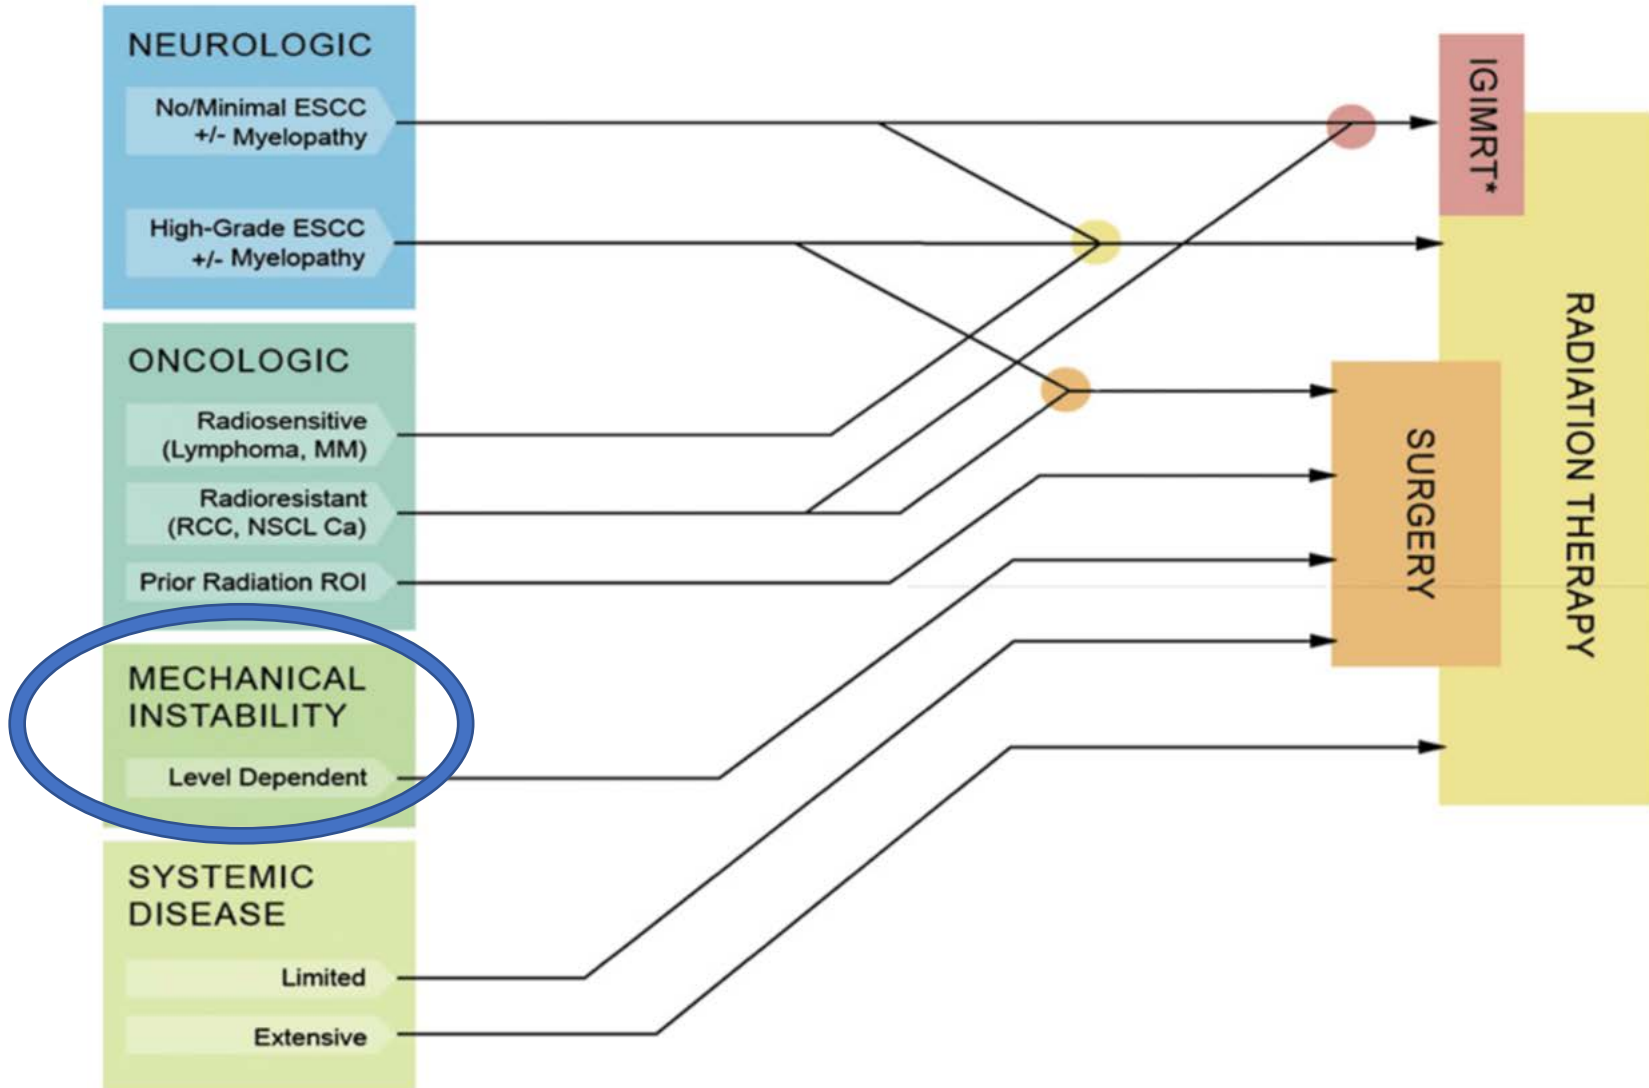 NEUROLOGIC
No/Minimal ESCC
+/- Myelopathy
High-Grade ESCC
+/- Myelopathy
ONCOLOGIC
Radiosensitive
(Lymphoma, MM)
Radioresistant
(RCC, NSCL Ca)
Prior Radiation ROI
MECHANICAL
INSTABILITY
Level Dependent
SYSTEMIC
DISEASE
Limited
Extensive
IGIMRT*
SURGERY
RADIATION THERAPY